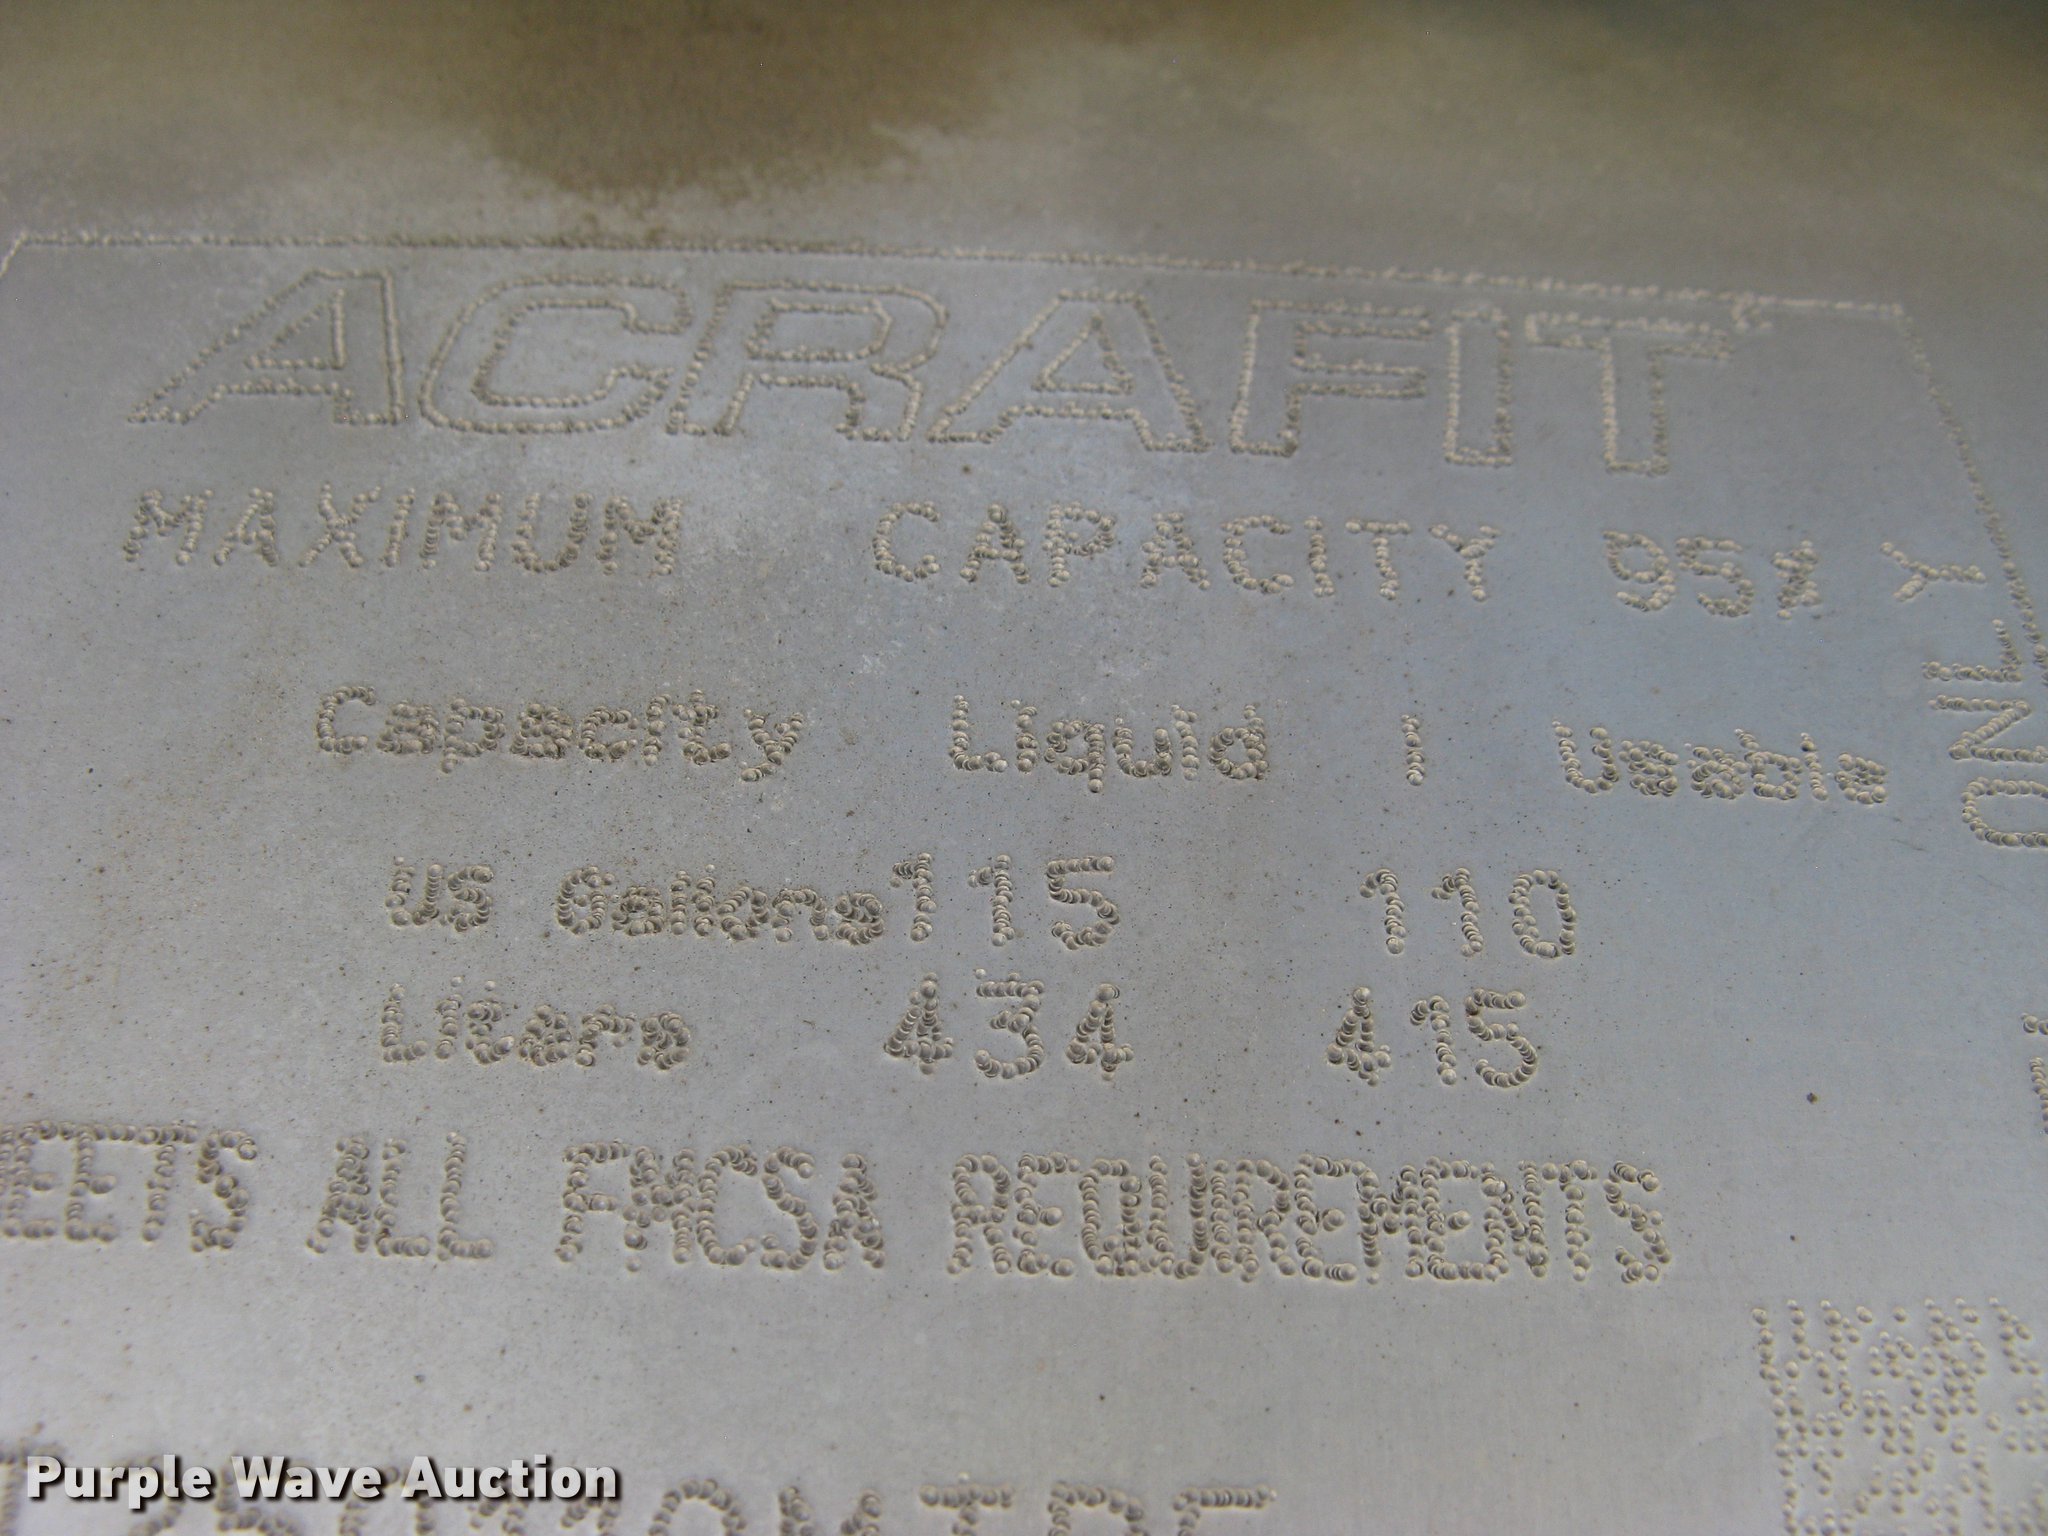 ACRAFIT
MAXIMUM CAPACITY 95%
Capacity Liquid | Usable
US Gallons 115 110
Liters 434 415
EETS ALL FMCSA REQUIREMENTS
ONLY
Purple Wave Auction